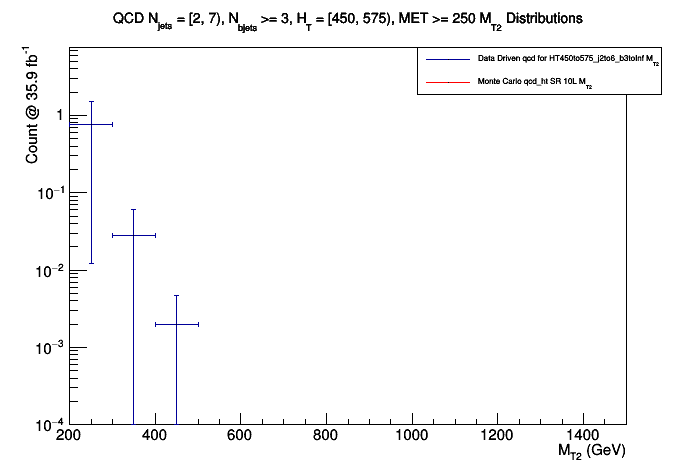 QCD N_jets = [2, 7), N_bjets >= 3, H_T = [450, 575), MET >= 250 M_T2 Distributions
Data Driven qcd for HT450to575_j2to6_b3toInf M_T2
Monte Carlo qcd_ht SR 10L M_T2
Count @ 35.9 fb^-1
1
10^-1
10^-2
10^-3
10^-4
200 400 600 800 1000 1200 1400
M_T2 (GeV)